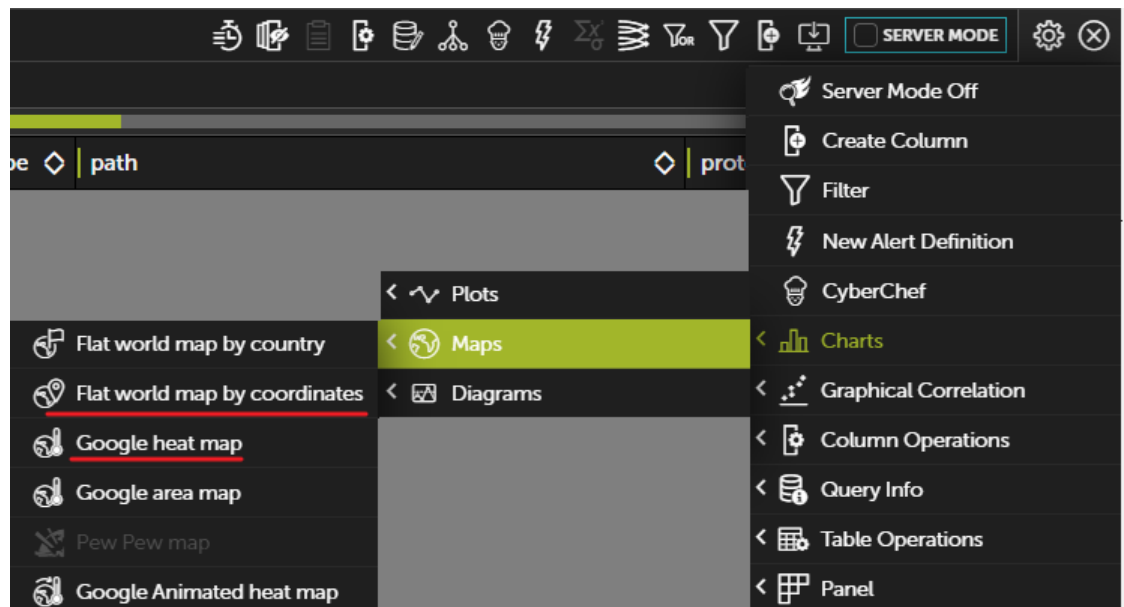 OR
SERVER MODE
Server Mode Off
pe
path
prot
Create Column
Filter
New Alert Definition
Plots
CyberChef
Flat world map by country
Maps
Charts
Flat world map by coordinates
Diagrams
Graphical Correlation
Google heat map
Column Operations
Google area map
Query Info
Pew Pew map
Table Operations
Google Animated heat map
Panel